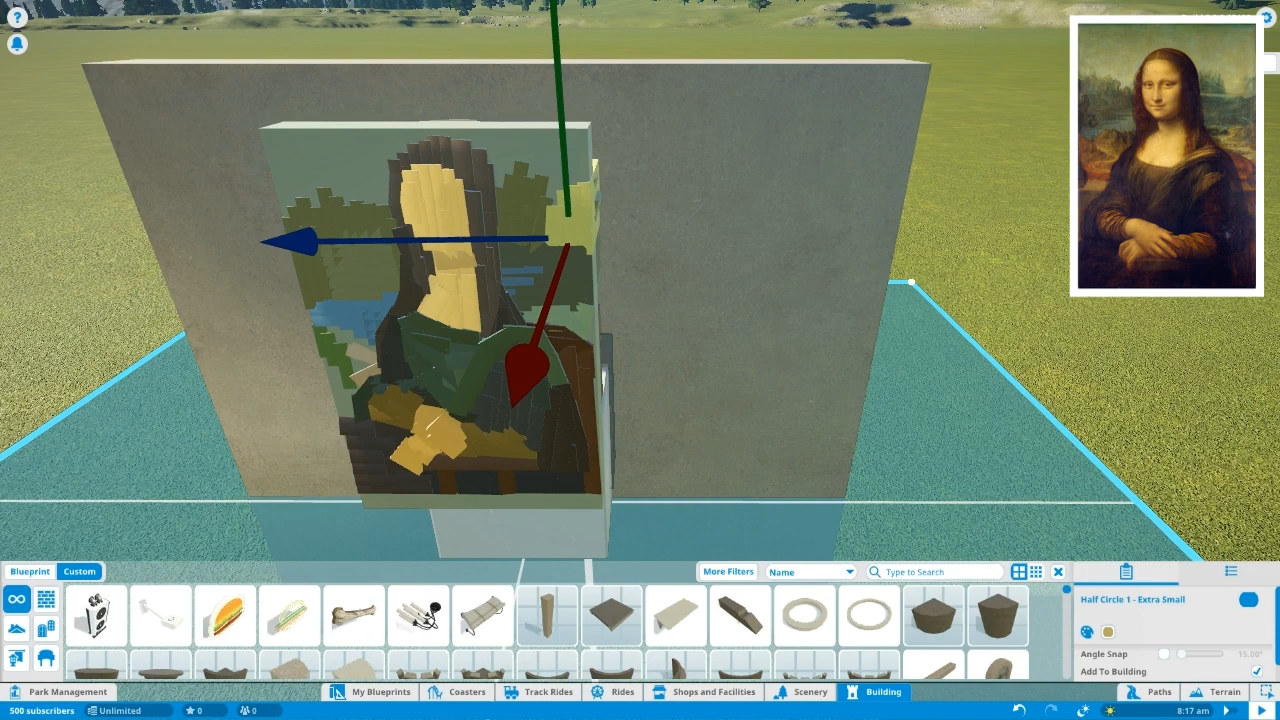 ?
Blueprint Custom More Filters Name Type to Search
Half Circle 1 - Extra Small
Angle Snap 15.00°
Add To Building
Park Management My Blueprints Coasters Track Rides Rides Shops and Facilities Scenery Building Paths Terrain
500 subscribers Unlimited 0 0 8:17 am